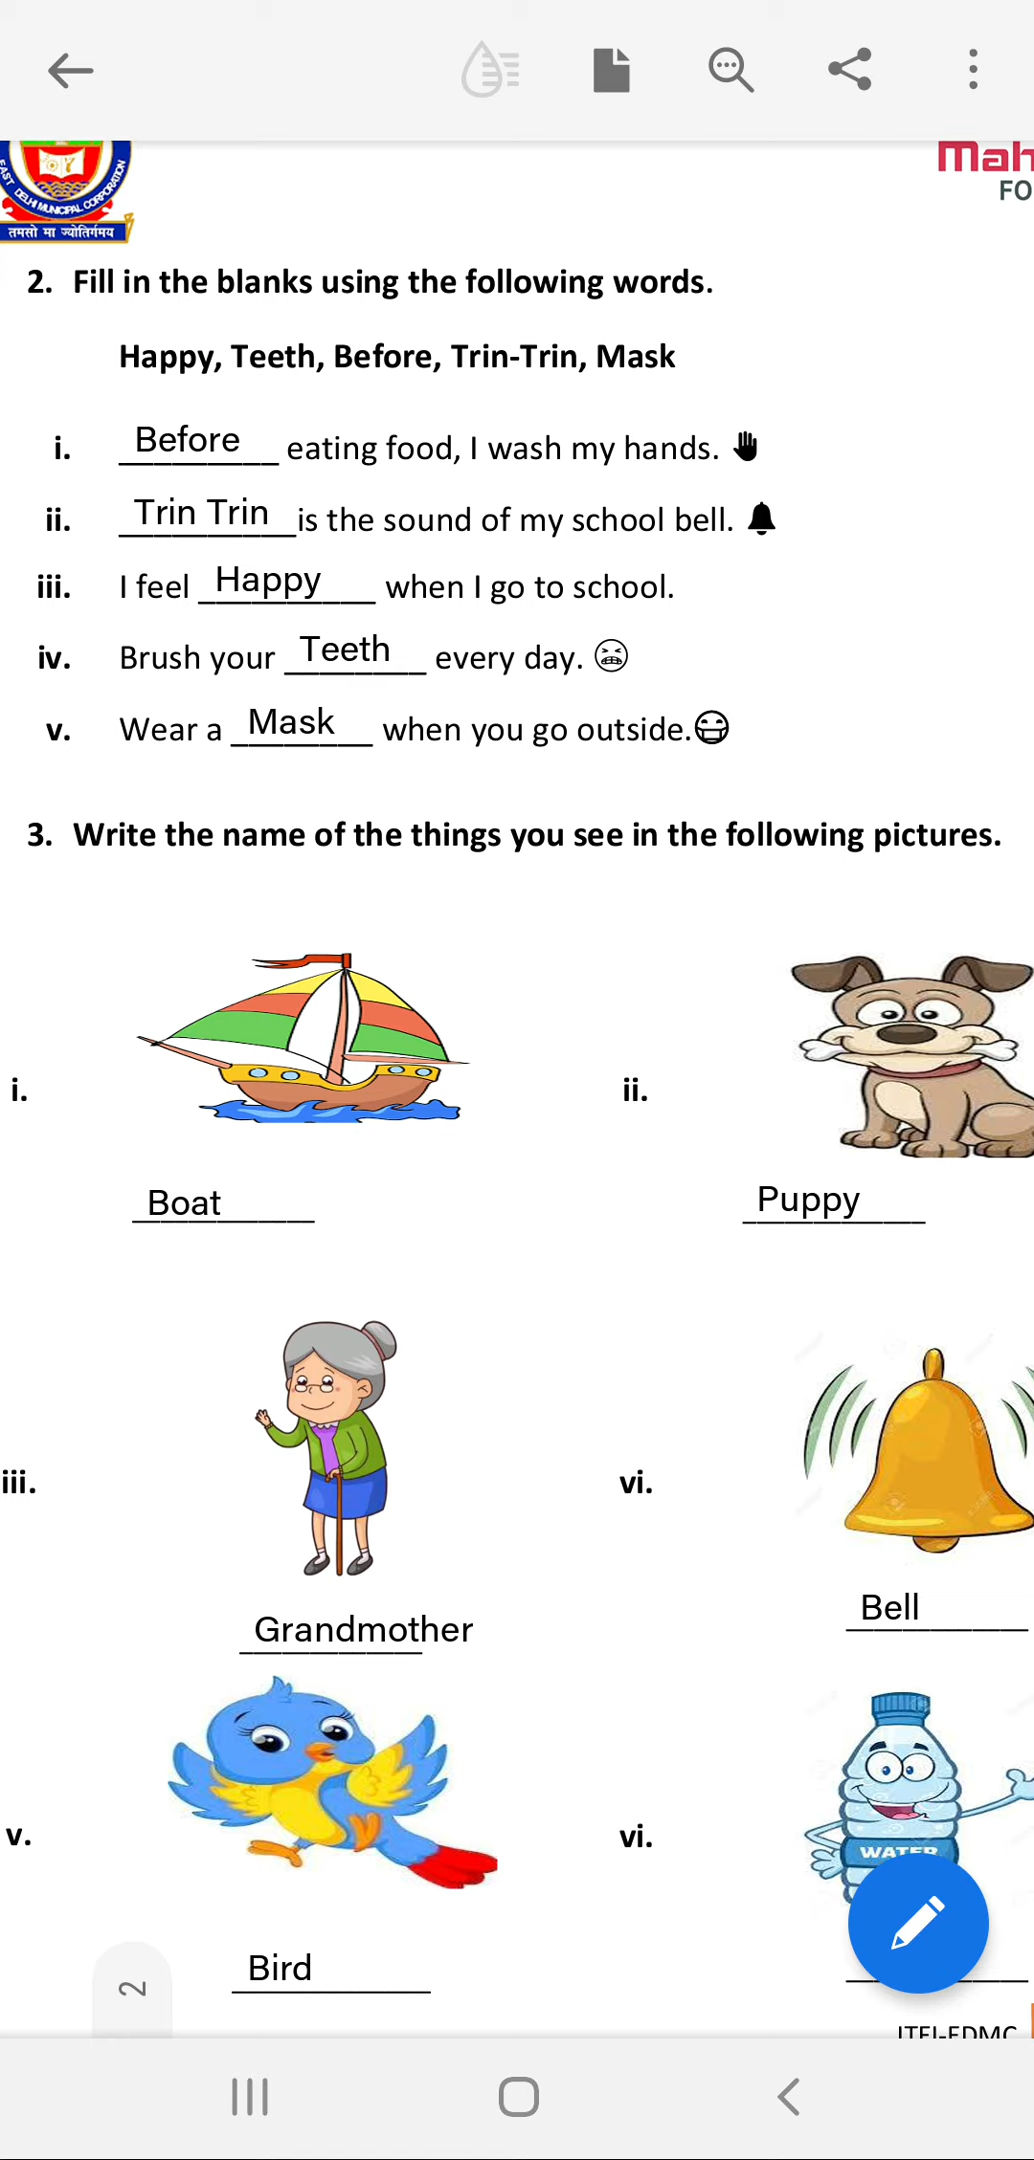 EAST DELHI MUNICIPAL CORPORATION
तमसो मा ज्योतिर्गमय
Mah
FO
2. Fill in the blanks using the following words.
Happy, Teeth, Before, Trin-Trin, Mask
i. Before eating food, I wash my hands.
ii. Trin Trin is the sound of my school bell.
iii. I feel Happy when I go to school.
iv. Brush your Teeth every day.
v. Wear a Mask when you go outside.
3. Write the name of the things you see in the following pictures.
i. ii.
Boat Puppy
iii. vi.
Grandmother Bell
v. vi.
WATER
Bird
2
ITFI-EDMC